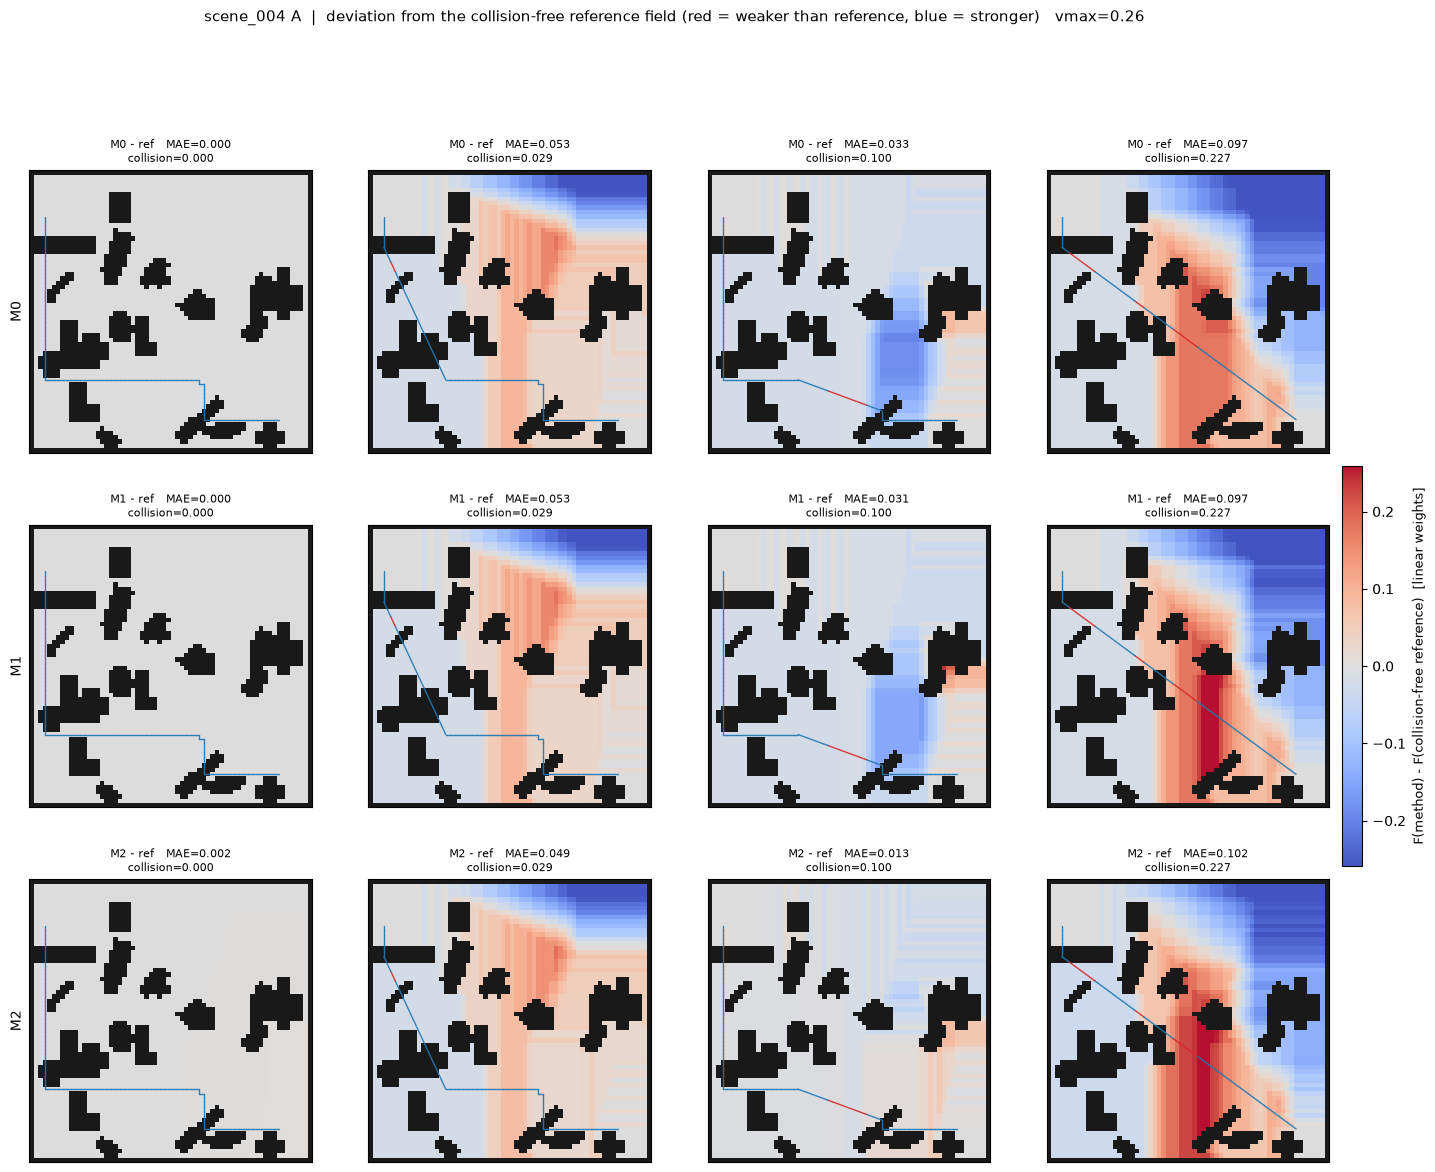 scene_004 A  |  deviation from the collision-free reference field (red = weaker than reference, blue = stronger)   vmax=0.26
M0 - ref   MAE=0.000
collision=0.000
M0 - ref   MAE=0.053
collision=0.029
M0 - ref   MAE=0.033
collision=0.100
M0 - ref   MAE=0.097
collision=0.227
M0
M1 - ref   MAE=0.000
collision=0.000
M1 - ref   MAE=0.053
collision=0.029
M1 - ref   MAE=0.031
collision=0.100
M1 - ref   MAE=0.097
collision=0.227
M1
M2 - ref   MAE=0.002
collision=0.000
M2 - ref   MAE=0.049
collision=0.029
M2 - ref   MAE=0.013
collision=0.100
M2 - ref   MAE=0.102
collision=0.227
M2
0.2
0.1
0.0
−0.1
−0.2
F(method) - F(collision-free reference)  [linear weights]